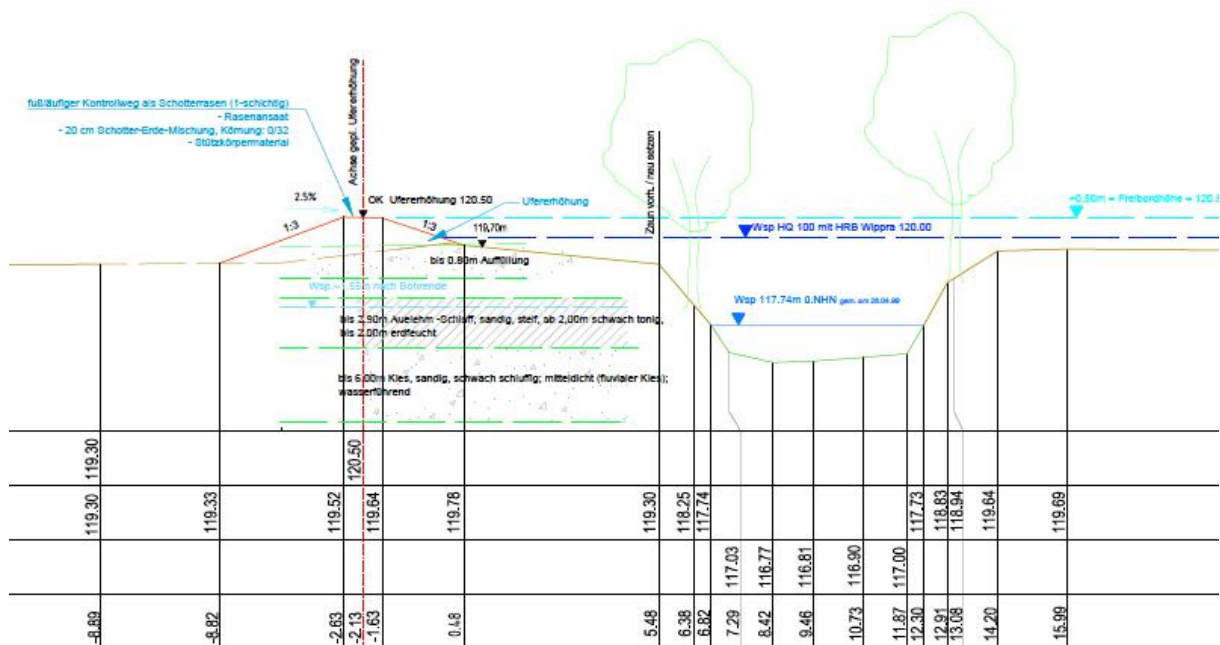 fußläufiger Kontrollweg als Schotterrasen (1-schichtig)
- Rasenansaat
- 20 cm Schotter-Erde-Mischung, Körnung: 0/32
- Stützkörpermaterial
Achse gepl. Ufererhöhung
2.5%
OK Ufererhöhung 120.50
Ufererhöhung
1:3
1:3
119,70m
Zaun vorh. / neu setzen
+0,50m = Freibordhöhe = 120.5
Wsp HQ 100 mit HRB Wippra 120.00
bis 0.80m Auffüllung
Wsp.~1.55m nach Bohrende
Wsp 117.74m ü.NHN gem. am 28.04.99
bis 2,90m Auelehm -Schluff, sandig, steif, ab 2,00m schwach tonig,
bis 2.00m erdfeucht
bis 6,00m Kies, sandig, schwach schluffig; mitteldicht (fluvialer Kies);
wasserführend
119.30 120.50
119.30 119.33 119.52 119.64 119.78 119.30 118.25 117.74 117.73 118.83 118.94 119.64 119.69
117.03 116.77 116.81 116.90 117.00
-8.89 -8.82 -2.63 -2.13 -1.63 0.48 5.48 6.38 6.82 7.29 8.42 9.46 10.73 11.87 12.30 12.91 13.08 14.20 15.99